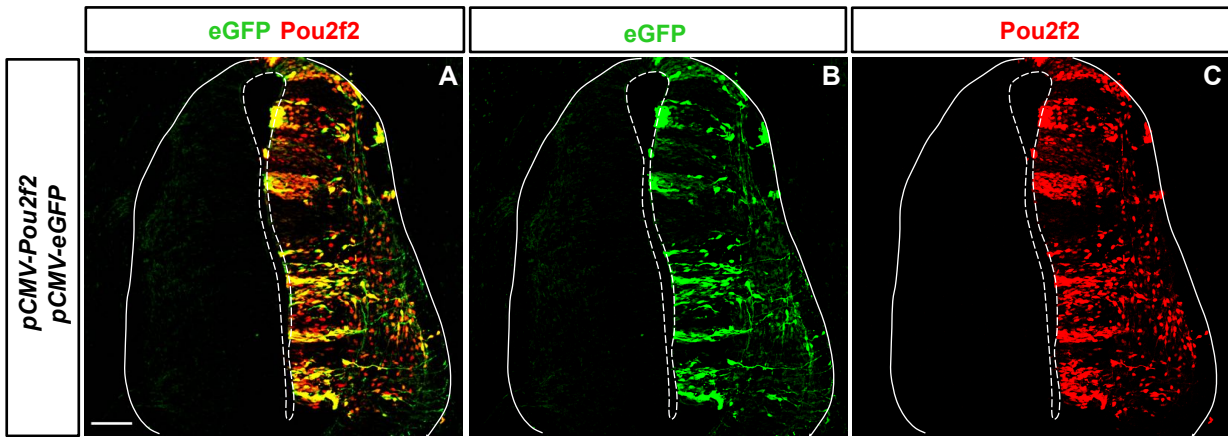 eGFP Pou2f2
eGFP
Pou2f2
pCMV-Pou2f2
pCMV-eGFP
A
B
C